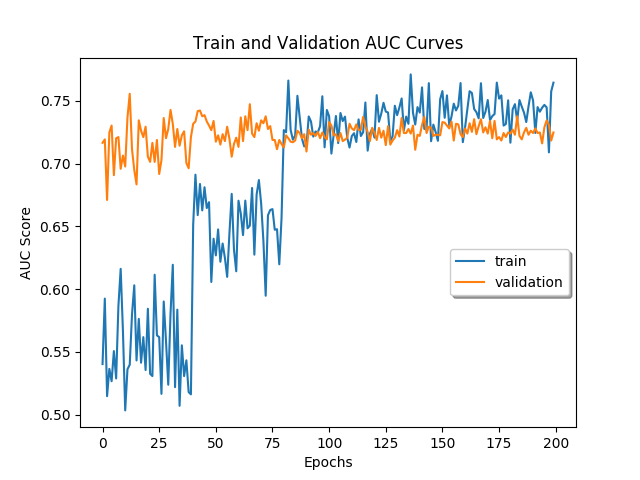 Train and Validation AUC Curves
AUC Score
0.75
0.70
0.65
0.60
0.55
0.50
train
validation
0 25 50 75 100 125 150 175 200
Epochs